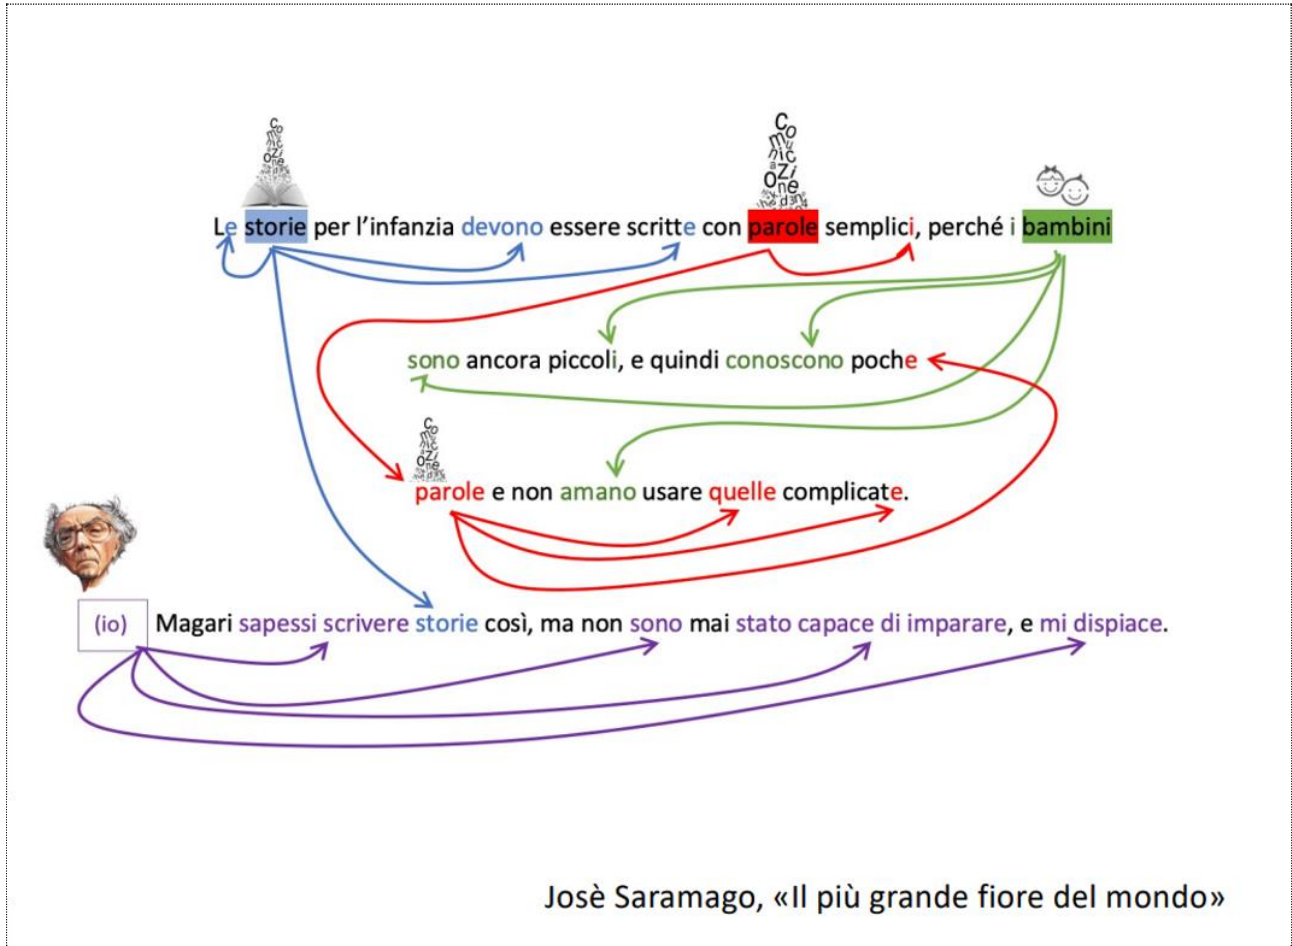 Le storie per l’infanzia devono essere scritte con parole semplici, perché i bambini
sono ancora piccoli, e quindi conoscono poche
parole e non amano usare quelle complicate.
(io) Magari sapessi scrivere storie così, ma non sono mai stato capace di imparare, e mi dispiace.
Josè Saramago, «Il più grande fiore del mondo»